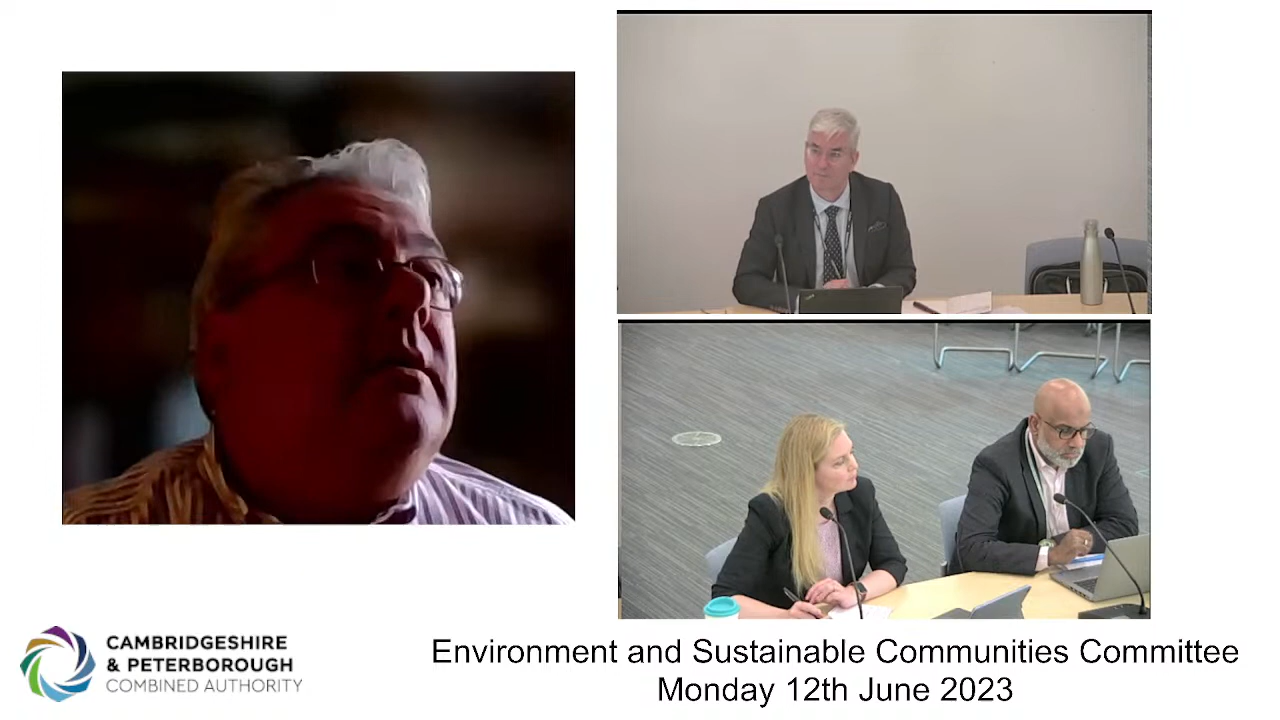 CAMBRIDGESHIRE
& PETERBOROUGH
COMBINED AUTHORITY
Environment and Sustainable Communities Committee
Monday 12th June 2023